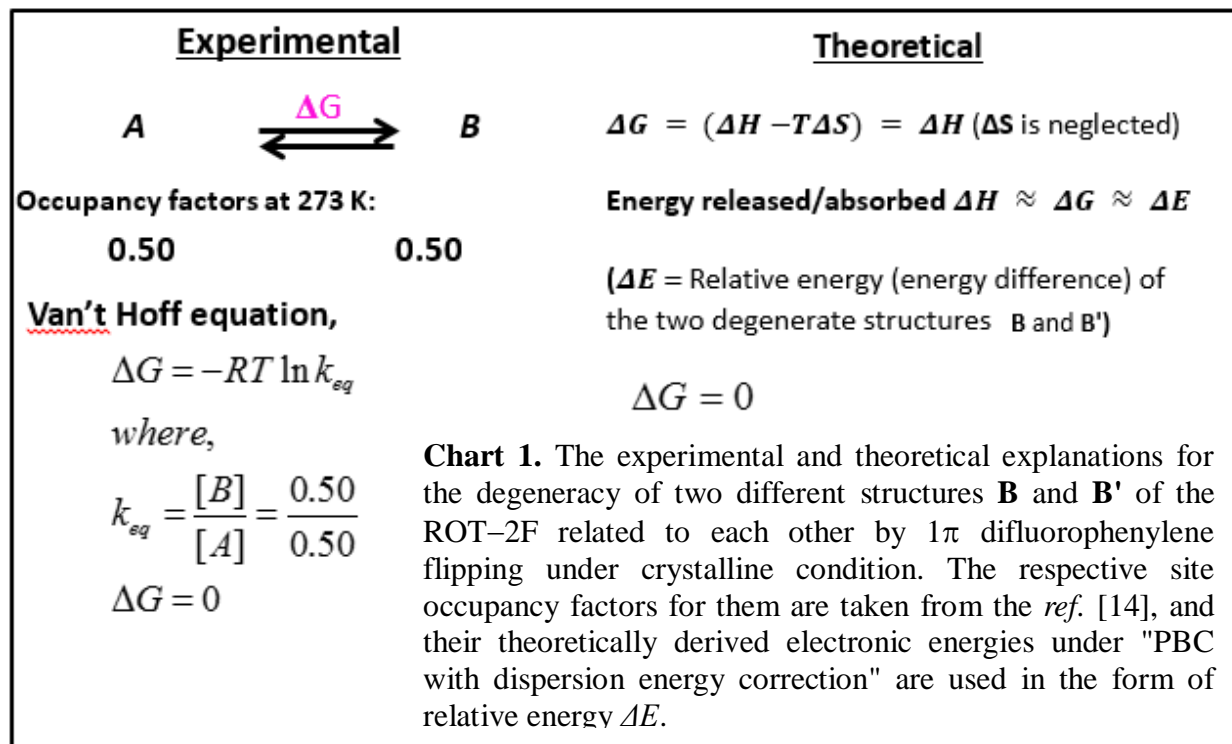 Experimental
ΔG
A ⇌ B
Occupancy factors at 273 K:
0.50 0.50
Van't Hoff equation,
ΔG = −RT ln k_eq
where,
k_eq = [B]/[A] = 0.50/0.50
ΔG = 0
Theoretical
ΔG = (ΔH −TΔS) = ΔH (ΔS is neglected)
Energy released/absorbed ΔH ≈ ΔG ≈ ΔE
(ΔE = Relative energy (energy difference) of
the two degenerate structures B and B')
ΔG = 0
Chart 1. The experimental and theoretical explanations for
the degeneracy of two different structures B and B' of the
ROT−2F related to each other by 1π difluorophenylene
flipping under crystalline condition. The respective site
occupancy factors for them are taken from the ref. [14], and
their theoretically derived electronic energies under "PBC
with dispersion energy correction" are used in the form of
relative energy ΔE.